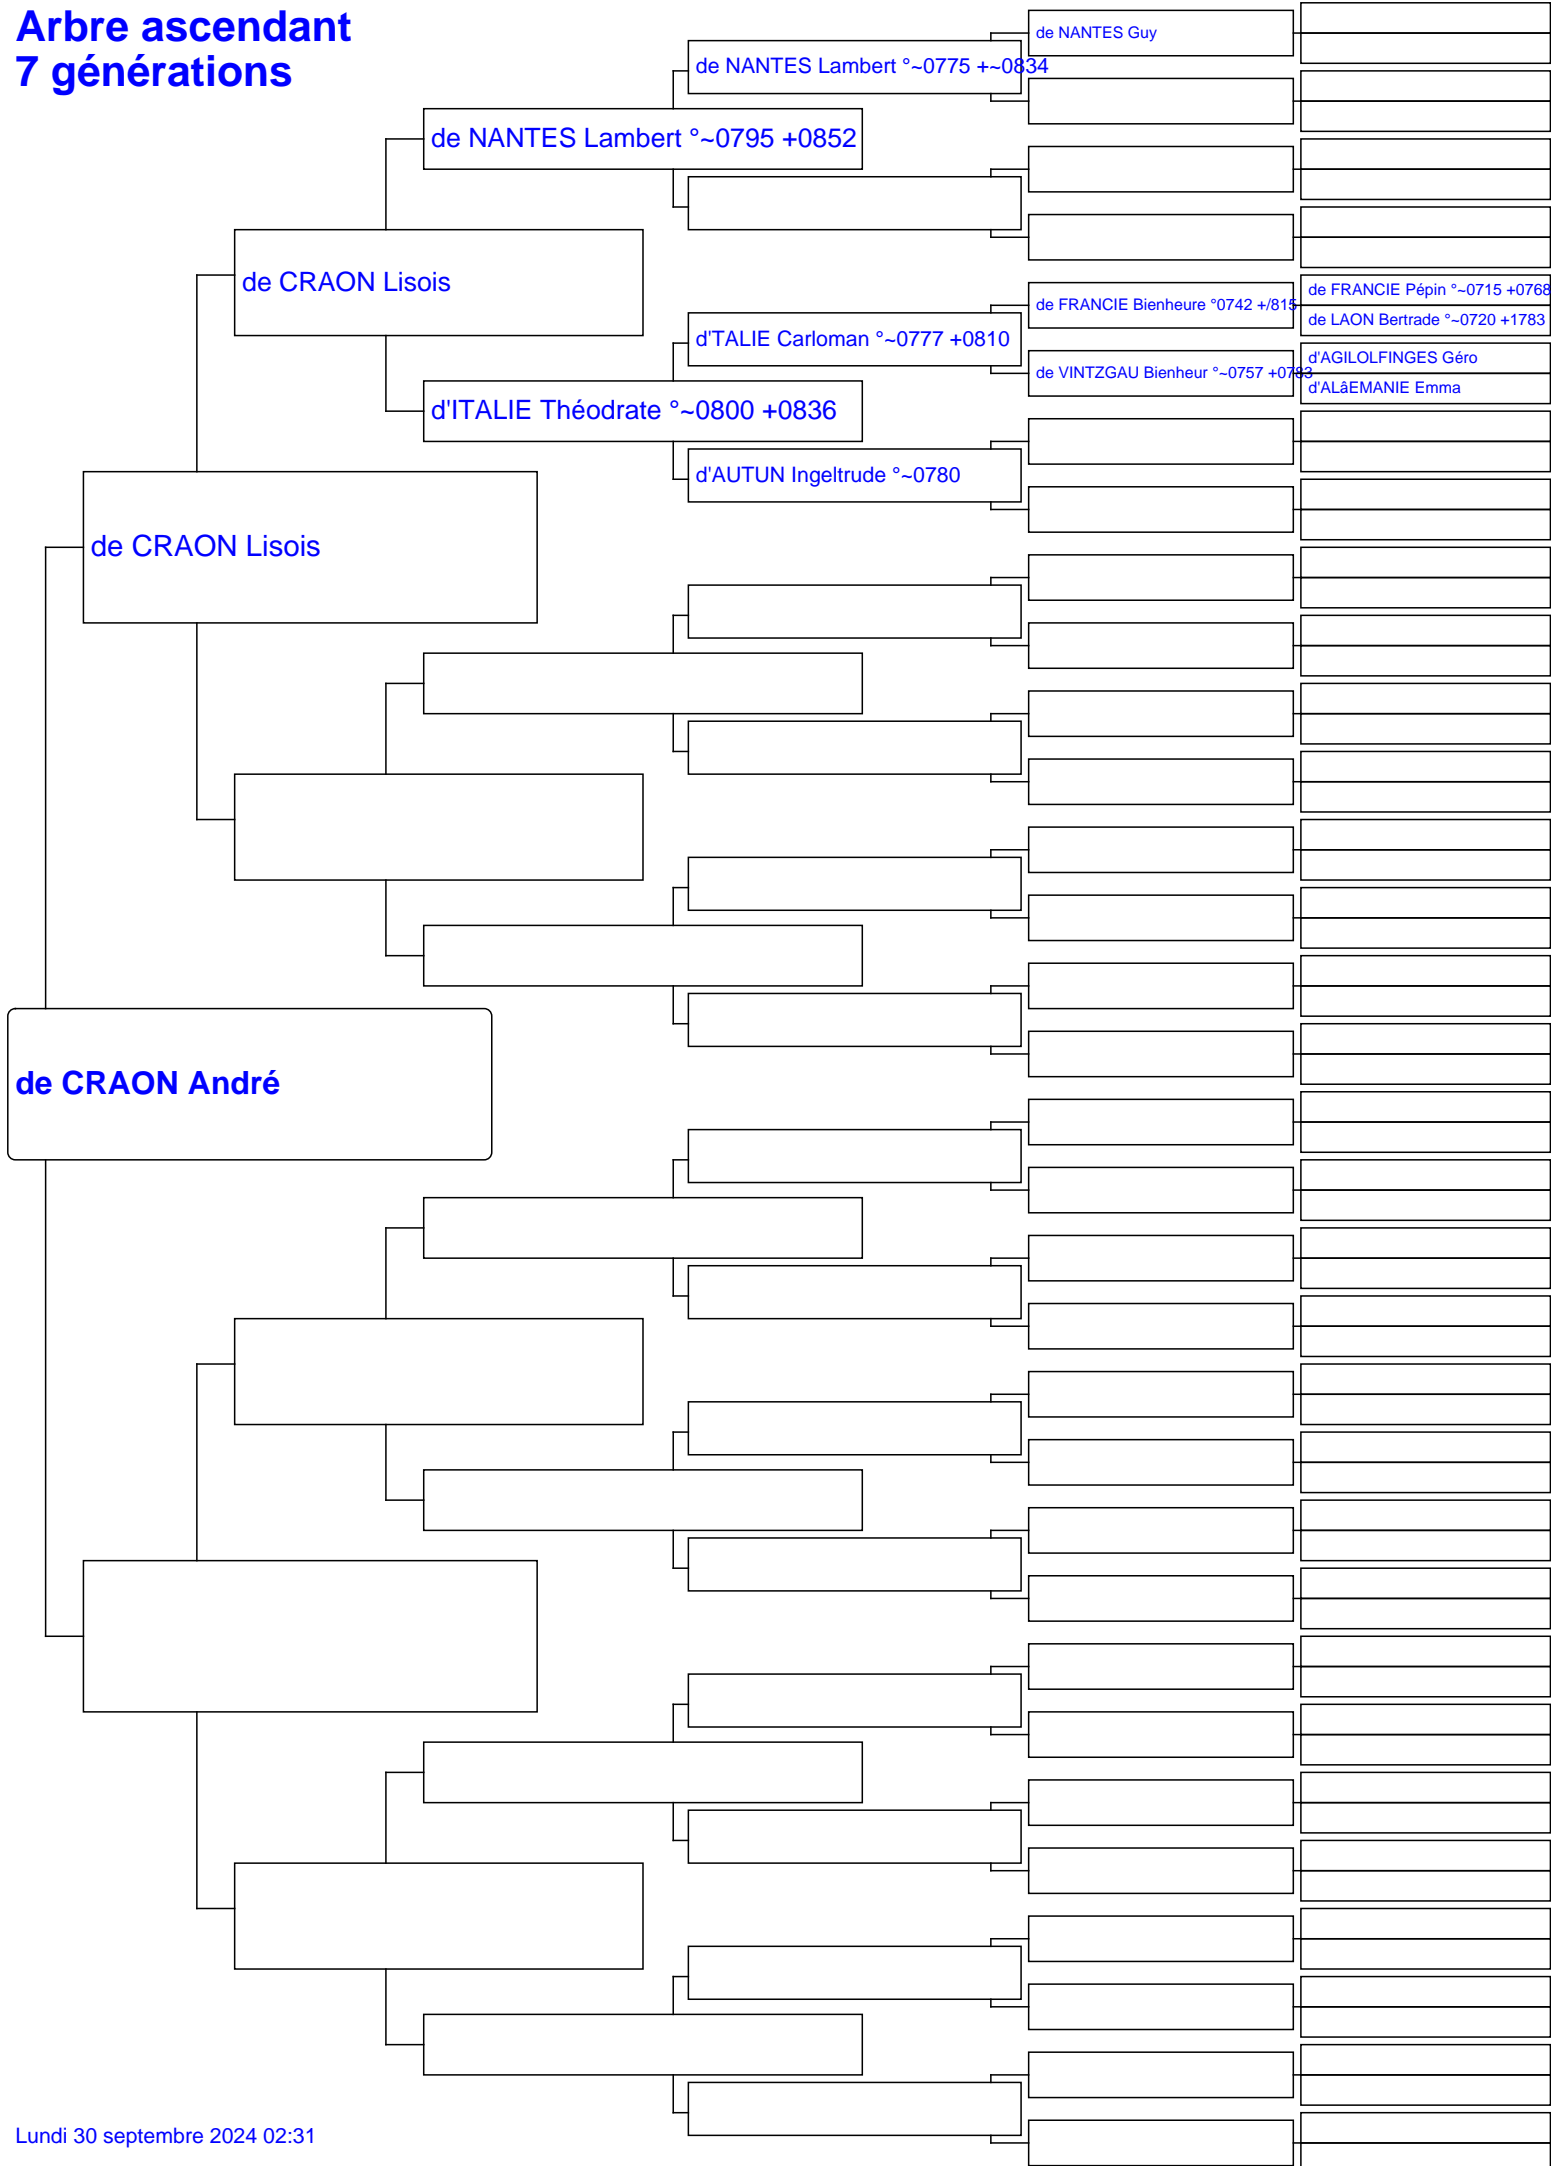 Arbre ascendant
7 générations
de NANTES Guy
de NANTES Lambert °~0775 +~0834
de NANTES Lambert °~0795 +0852
de CRAON Lisois
de FRANCIE Pépin °~0715 +0768
de FRANCIE Bienheure °0742 +/815
de LAON Bertrade °~0720 +1783
d'TALIE Carloman °~0777 +0810
d'AGILOLFINGES Géro
de VINTZGAU Bienheur °~0757 +0783
d'ALâEMANIE Emma
d'ITALIE Théodrate °~0800 +0836
d'AUTUN Ingeltrude °~0780
de CRAON Lisois
de CRAON André
Lundi 30 septembre 2024 02:31